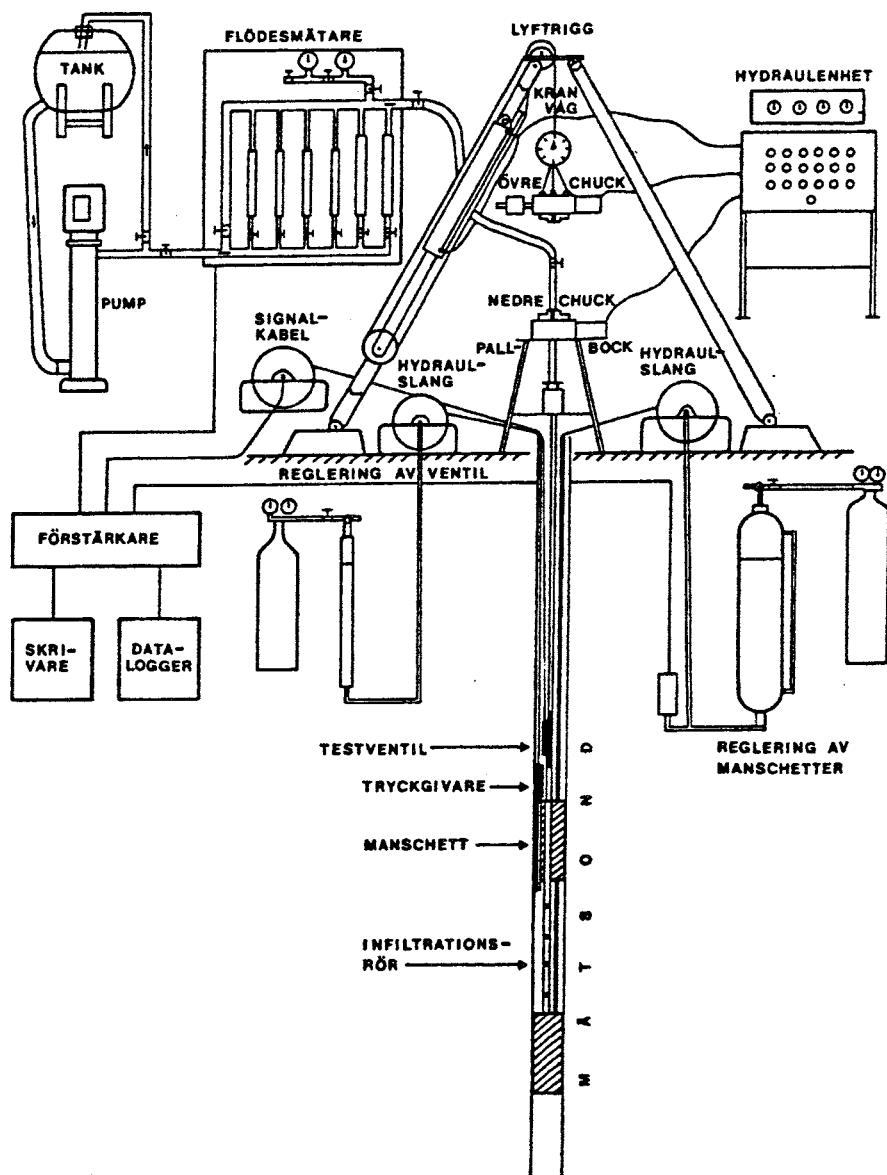 FLÖDESMÄTARE
LYFTRIGG
HYDRAULENHET
TANK
KRAN
VÅG
ÖVRE CHUCK
PUMP
NEDRE CHUCK
SIGNAL-
KABEL
PALL- BOCK
HYDRAUL-
SLANG
HYDRAUL-
SLANG
REGLERING AV VENTIL
FÖRSTÄRKARE
SKRI-
VARE
DATA-
LOGGER
REGLERING AV
MANSCHETTER
TESTVENTIL
TRYCKGIVARE
MANSCHETT
INFILTRATIONS-
RÖR
MÄTSOND